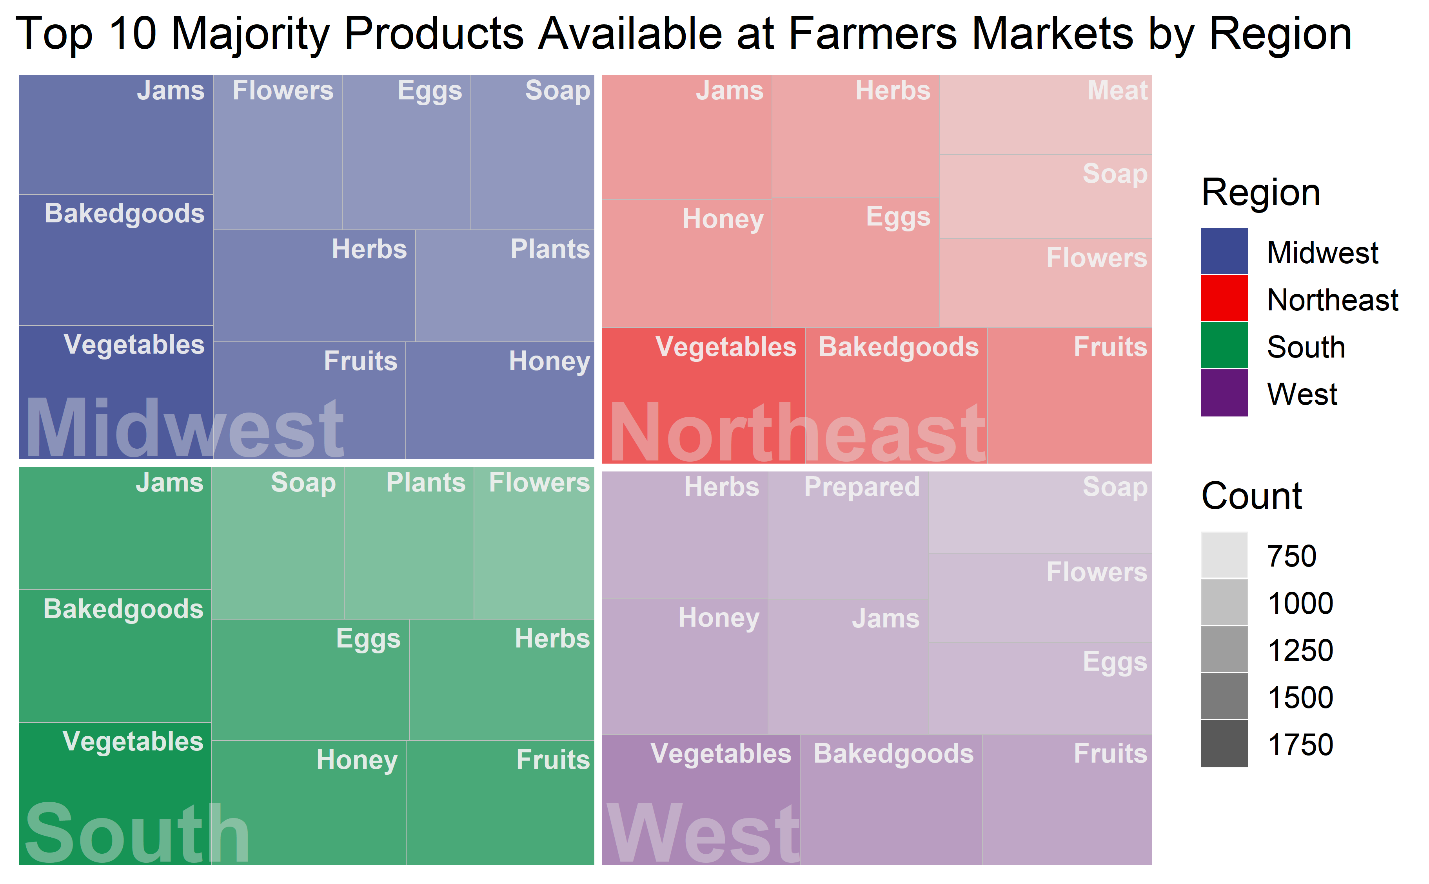 Top 10 Majority Products Available at Farmers Markets by Region
Jams
Flowers
Eggs
Soap
Bakedgoods
Herbs
Plants
Vegetables
Fruits
Honey
Midwest
Jams
Herbs
Meat
Soap
Honey
Eggs
Flowers
Vegetables
Bakedgoods
Fruits
Northeast
Jams
Soap
Plants
Flowers
Bakedgoods
Eggs
Herbs
Vegetables
Honey
Fruits
South
Herbs
Prepared
Soap
Flowers
Honey
Jams
Eggs
Vegetables
Bakedgoods
Fruits
West
Region
Midwest
Northeast
South
West
Count
750
1000
1250
1500
1750